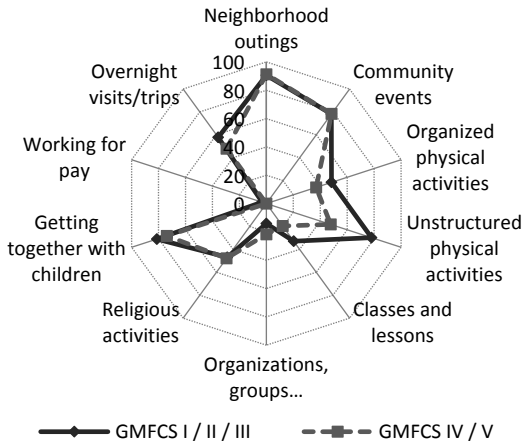 Neighborhood
outings
Community
events
Organized
physical
activities
Unstructured
physical
activities
Classes and
lessons
Organizations,
groups…
Religious
activities
Getting
together with
children
Working for
pay
Overnight
visits/trips
100
80
60
40
20
0
GMFCS I / II / III
GMFCS IV / V